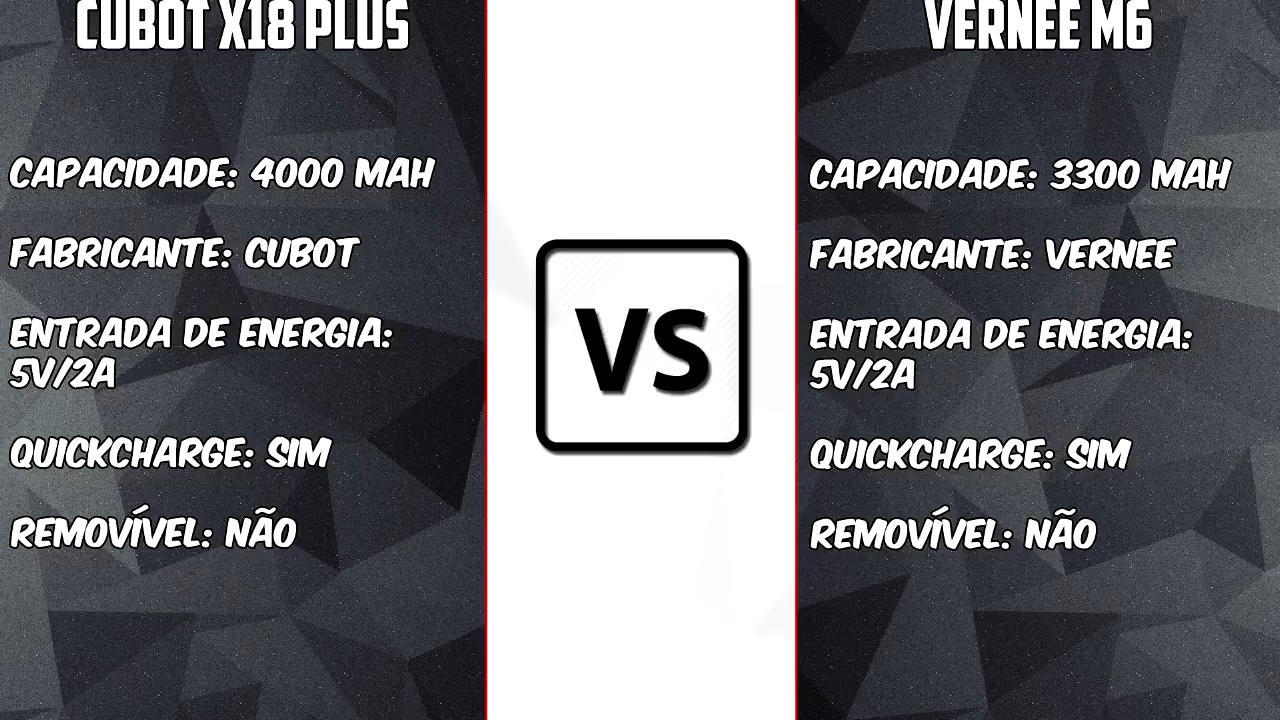 CUBOT X18 PLUS
CAPACIDADE: 4000 MAH
FABRICANTE: CUBOT
ENTRADA DE ENERGIA:
5V/2A
QUICKCHARGE: SIM
REMOVÍVEL: NÃO
VS
VERNEE M6
CAPACIDADE: 3300 MAH
FABRICANTE: VERNEE
ENTRADA DE ENERGIA:
5V/2A
QUICKCHARGE: SIM
REMOVÍVEL: NÃO